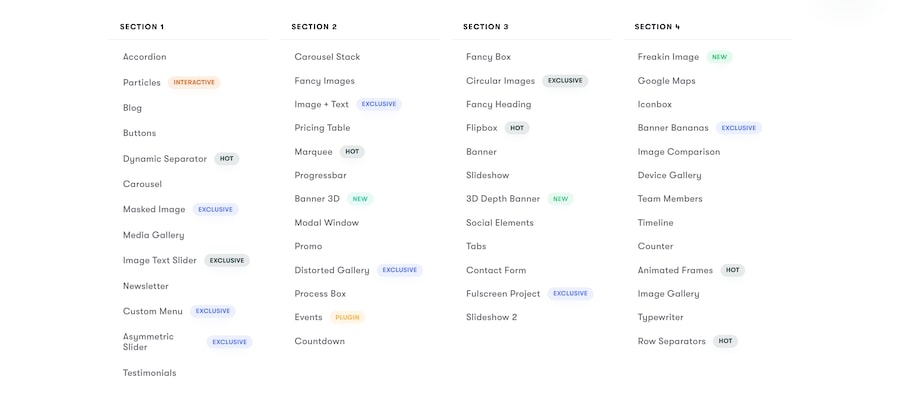 SECTION 1
Accordion
Particles INTERACTIVE
Blog
Buttons
Dynamic Separator HOT
Carousel
Masked Image EXCLUSIVE
Media Gallery
Image Text Slider EXCLUSIVE
Newsletter
Custom Menu EXCLUSIVE
Asymmetric
Slider EXCLUSIVE
Testimonials
SECTION 2
Carousel Stack
Fancy Images
Image + Text EXCLUSIVE
Pricing Table
Marquee HOT
Progressbar
Banner 3D NEW
Modal Window
Promo
Distorted Gallery EXCLUSIVE
Process Box
Events PLUGIN
Countdown
SECTION 3
Fancy Box
Circular Images EXCLUSIVE
Fancy Heading
Flipbox HOT
Banner
Slideshow
3D Depth Banner NEW
Social Elements
Tabs
Contact Form
Fulscreen Project EXCLUSIVE
Slideshow 2
SECTION 4
Freakin Image NEW
Google Maps
Iconbox
Banner Bananas EXCLUSIVE
Image Comparison
Device Gallery
Team Members
Timeline
Counter
Animated Frames HOT
Image Gallery
Typewriter
Row Separators HOT